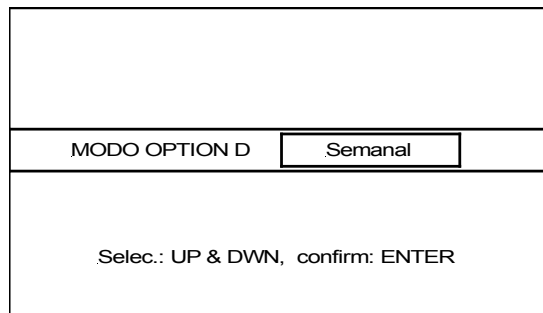 MODO OPTION D Semanal
Selec.: UP & DWN, confirm: ENTER